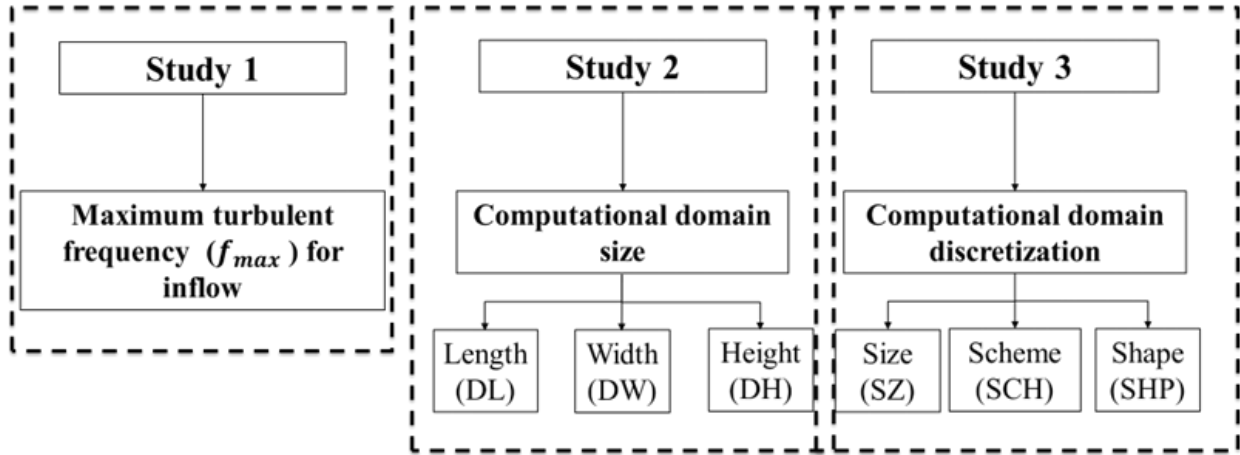 Study 1
Maximum turbulent
frequency (f_max) for
inflow
Study 2
Computational domain
size
Length
(DL)
Width
(DW)
Height
(DH)
Study 3
Computational domain
discretization
Size
(SZ)
Scheme
(SCH)
Shape
(SHP)